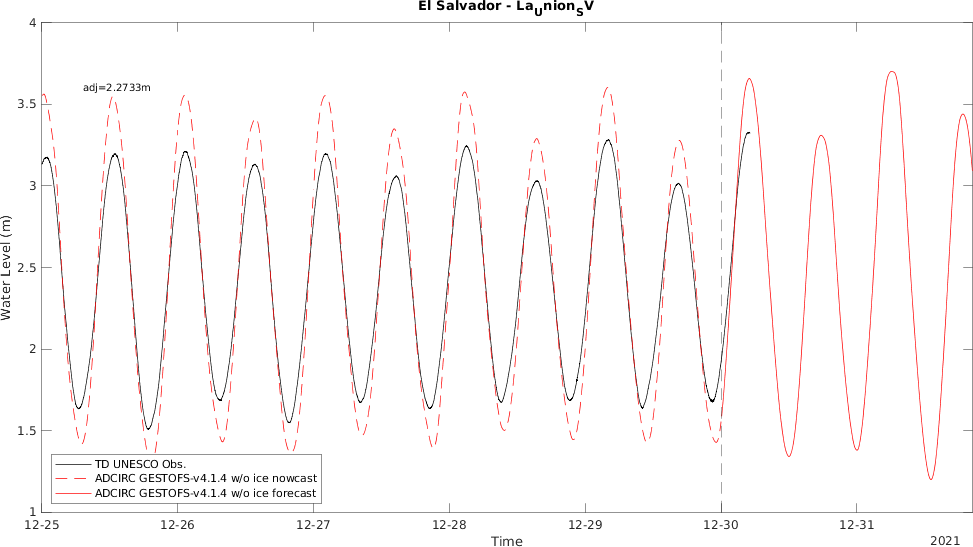 El Salvador - LaUnionSV
4
adj=2.2733m
3.5
3
2.5
2
1.5
1
Water Level (m)
TD UNESCO Obs.
ADCIRC GESTOFS-v4.1.4 w/o ice nowcast
ADCIRC GESTOFS-v4.1.4 w/o ice forecast
12-25 12-26 12-27 12-28 12-29 12-30 12-31
Time
2021